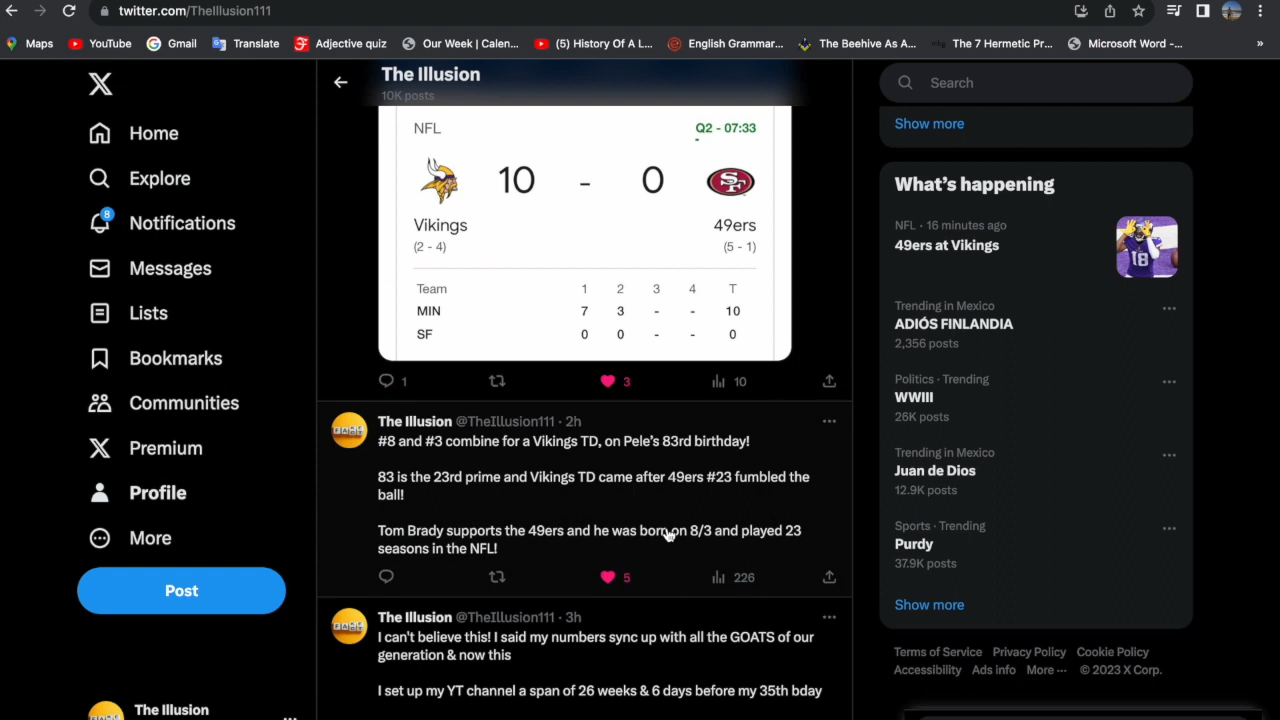 twitter.com/TheIllusion111
Maps
YouTube
Gmail
Translate
Adjective quiz
Our Week | Calen...
(5) History Of A L...
English Grammar...
The Beehive As A...
The 7 Hermetic Pr...
Microsoft Word -...
»
Home
Explore
8
Notifications
Messages
Lists
Bookmarks
Communities
Premium
Profile
More
Post
The Illusion
The Illusion
10K posts
NFL
Q2 - 07:33
10 - 0
SF
Vikings
49ers
(2 - 4)
(5 - 1)
Team 1 2 3 4 T
MIN 7 3 - - 10
SF 0 0 - - 0
1
3
10
The Illusion @TheIllusion111 · 2h
#8 and #3 combine for a Vikings TD, on Pele's 83rd birthday!
83 is the 23rd prime and Vikings TD came after 49ers #23 fumbled the
ball!
Tom Brady supports the 49ers and he was born on 8/3 and played 23
seasons in the NFL!
5
226
The Illusion @TheIllusion111 · 3h
I can't believe this! I said my numbers sync up with all the GOATS of our
generation & now this
I set up my YT channel a span of 26 weeks & 6 days before my 35th bday
Search
Show more
What's happening
NFL · 16 minutes ago
49ers at Vikings
18
Trending in Mexico
ADIÓS FINLANDIA
2,356 posts
Politics · Trending
WWIII
26K posts
Trending in Mexico
Juan de Dios
12.9K posts
Sports · Trending
Purdy
37.9K posts
Show more
Terms of Service Privacy Policy Cookie Policy
Accessibility Ads info More ··· © 2023 X Corp.